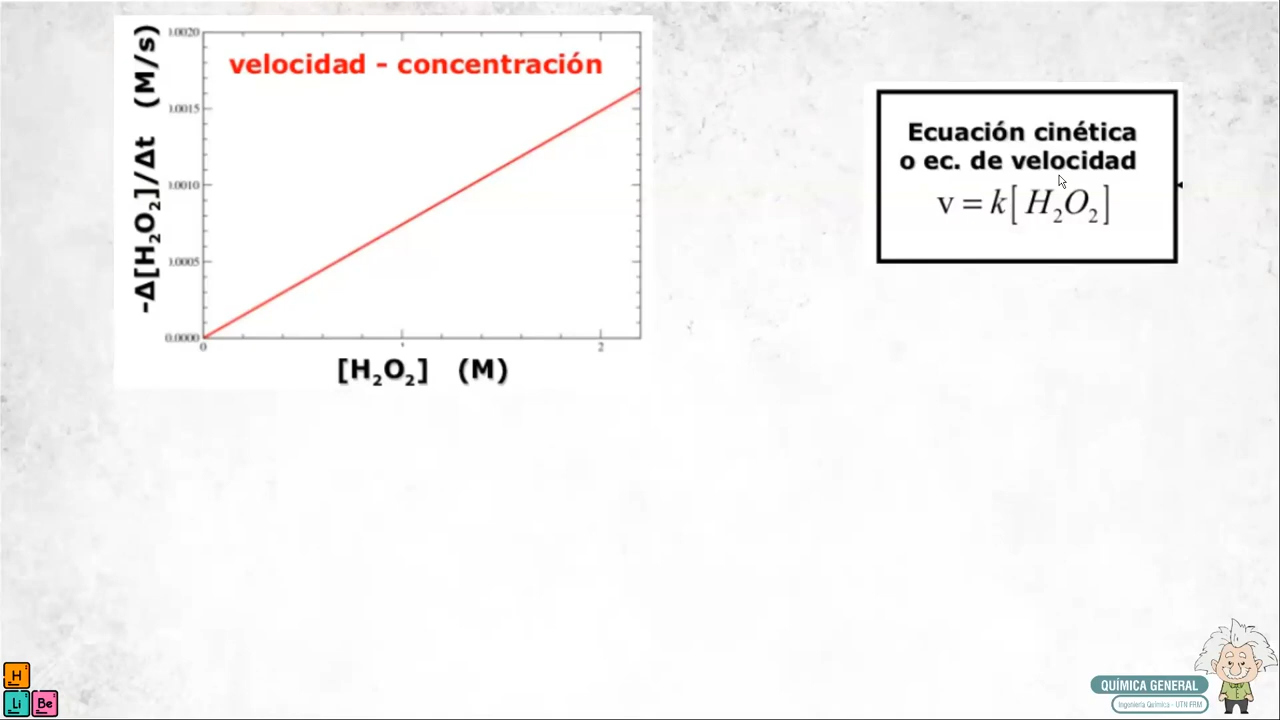 velocidad - concentración
-Δ[H₂O₂]/Δt (M/s)
0.0020
0.0015
0.0010
0.0005
0.0000
0
1
2
[H₂O₂] (M)
Ecuación cinética
o ec. de velocidad
v = k[H₂O₂]
H
Li Be
QUÍMICA GENERAL
Ingeniería Química - UTN FRM